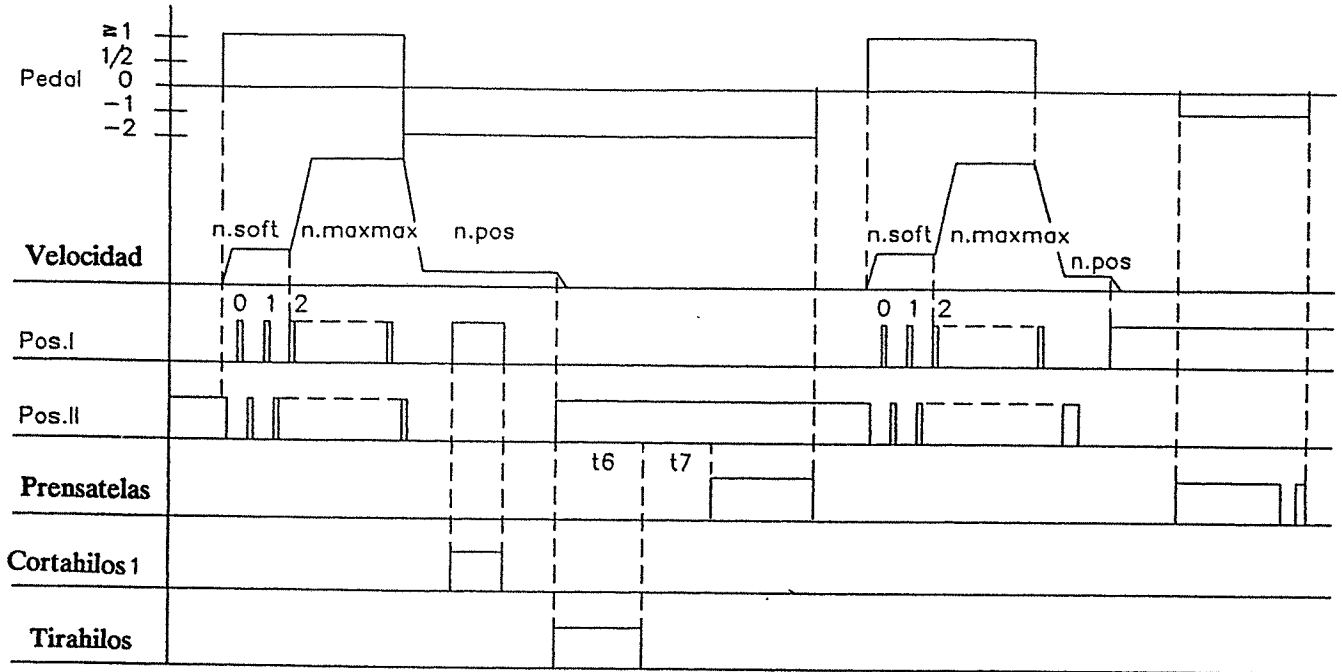 ≥1
1/2
Pedal 0
-1
-2
n.soft n.maxmax n.pos n.soft n.maxmax
Velocidad n.pos
0 1 2 0 1 2
Pos.I
Pos.II
t6 t7
Prensatelas
Cortahilos 1
Tirahilos